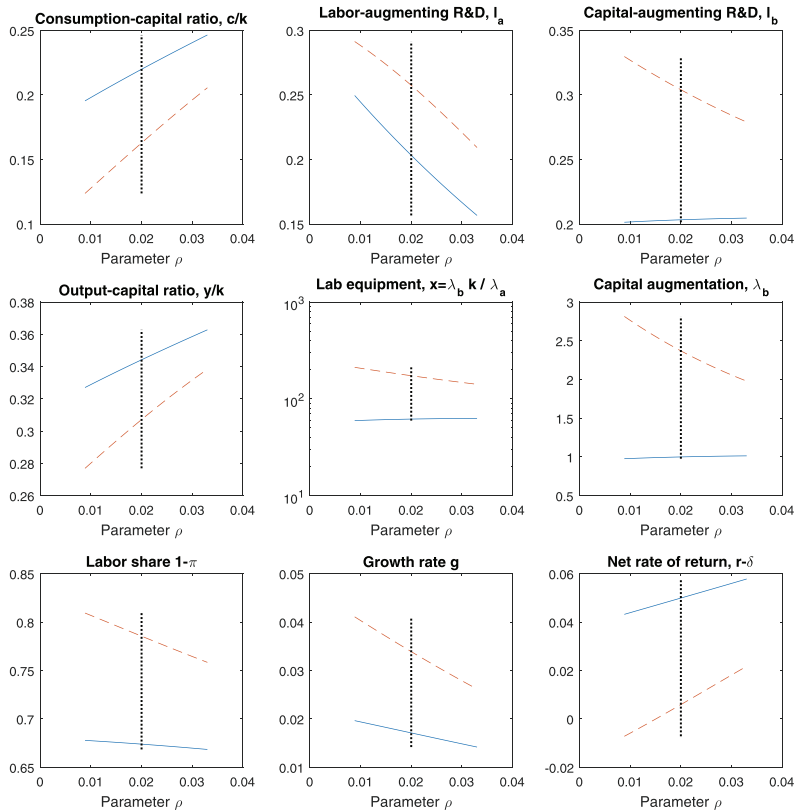 Consumption-capital ratio, c/k
0.25
0.2
0.15
0.1
0 0.01 0.02 0.03 0.04
Parameter ρ
Labor-augmenting R&D, l_a
0.3
0.25
0.2
0.15
0 0.01 0.02 0.03 0.04
Parameter ρ
Capital-augmenting R&D, l_b
0.35
0.3
0.25
0.2
0 0.01 0.02 0.03 0.04
Parameter ρ
Output-capital ratio, y/k
0.38
0.36
0.34
0.32
0.3
0.28
0.26
0 0.01 0.02 0.03 0.04
Parameter ρ
Lab equipment, x=λ_b k / λ_a
10^3
10^2
10^1
0 0.01 0.02 0.03 0.04
Parameter ρ
Capital augmentation, λ_b
3
2.5
2
1.5
1
0.5
0 0.01 0.02 0.03 0.04
Parameter ρ
Labor share 1-π
0.85
0.8
0.75
0.7
0.65
0 0.01 0.02 0.03 0.04
Parameter ρ
Growth rate g
0.05
0.04
0.03
0.02
0.01
0 0.01 0.02 0.03 0.04
Parameter ρ
Net rate of return, r-δ
0.06
0.04
0.02
0
-0.02
0 0.01 0.02 0.03 0.04
Parameter ρ